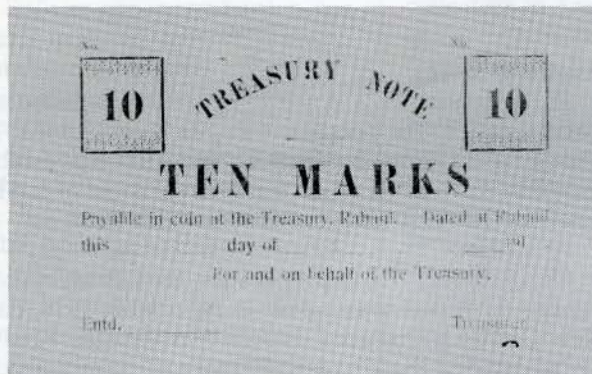 No. No.
10 TREASURY NOTE 10
TEN MARKS
Payable in coin at the Treasury, Rabaul. Dated at Rabaul
this day of 191
For and on behalf of the Treasury,
Entd. Treasurer